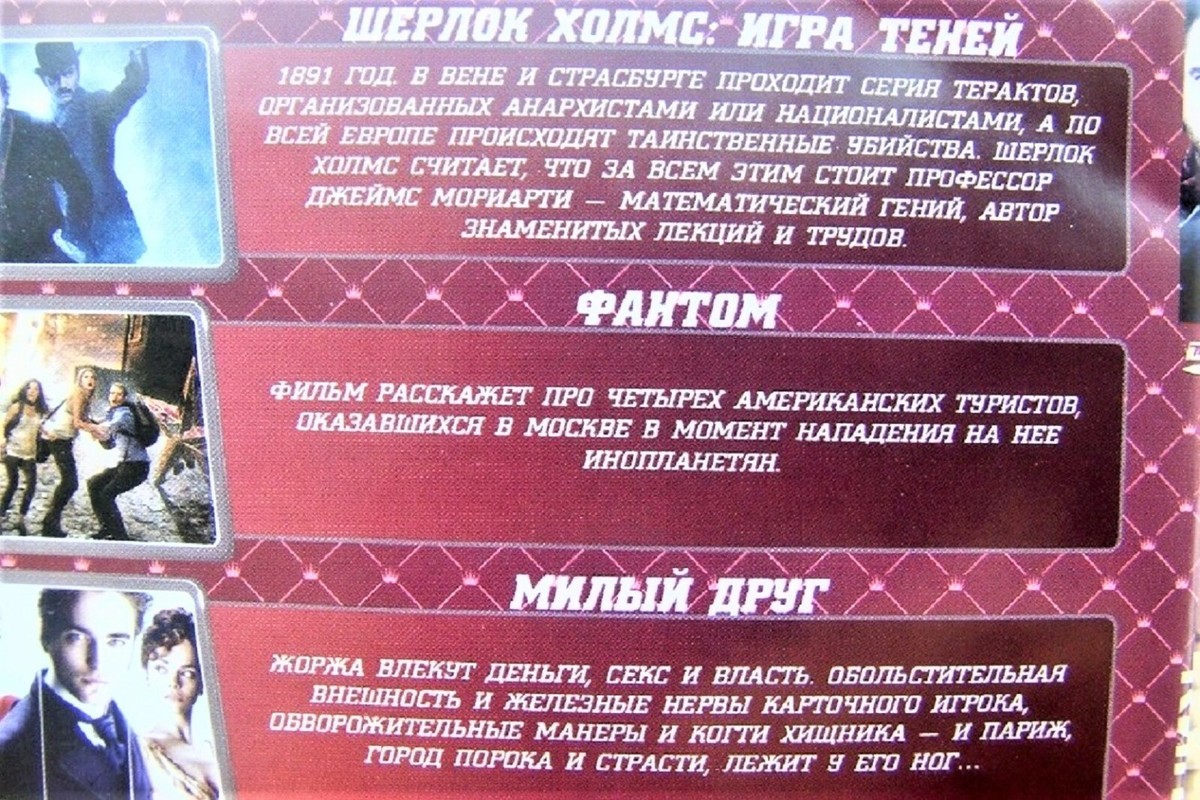 ШЕРЛОК ХОЛМС: ИГРА ТЕНЕЙ
1891 ГОД. В ВЕНЕ И СТРАСБУРГЕ ПРОХОДИТ СЕРИЯ ТЕРАКТОВ,
ОРГАНИЗОВАННЫХ АНАРХИСТАМИ ИЛИ НАЦИОНАЛИСТАМИ, А ПО
ВСЕЙ ЕВРОПЕ ПРОИСХОДЯТ ТАИНСТВЕННЫЕ УБИЙСТВА. ШЕРЛОК
ХОЛМС СЧИТАЕТ, ЧТО ЗА ВСЕМ ЭТИМ СТОИТ ПРОФЕССОР
ДЖЕЙМС МОРИАРТИ — МАТЕМАТИЧЕСКИЙ ГЕНИЙ, АВТОР
ЗНАМЕНИТЫХ ЛЕКЦИЙ И ТРУДОВ.
ФАНТОМ
ФИЛЬМ РАССКАЖЕТ ПРО ЧЕТЫРЕХ АМЕРИКАНСКИХ ТУРИСТОВ,
ОКАЗАВШИХСЯ В МОСКВЕ В МОМЕНТ НАПАДЕНИЯ НА НЕЕ
ИНОПЛАНЕТЯН.
МИЛЫЙ ДРУГ
ЖОРЖА ВЛЕКУТ ДЕНЬГИ, СЕКС И ВЛАСТЬ. ОБОЛЬСТИТЕЛЬНАЯ
ВНЕШНОСТЬ И ЖЕЛЕЗНЫЕ НЕРВЫ КАРТОЧНОГО ИГРОКА,
ОБВОРОЖИТЕЛЬНЫЕ МАНЕРЫ И КОГТИ ХИЩНИКА — И ПАРИЖ,
ГОРОД ПОРОКА И СТРАСТИ, ЛЕЖИТ У ЕГО НОГ...